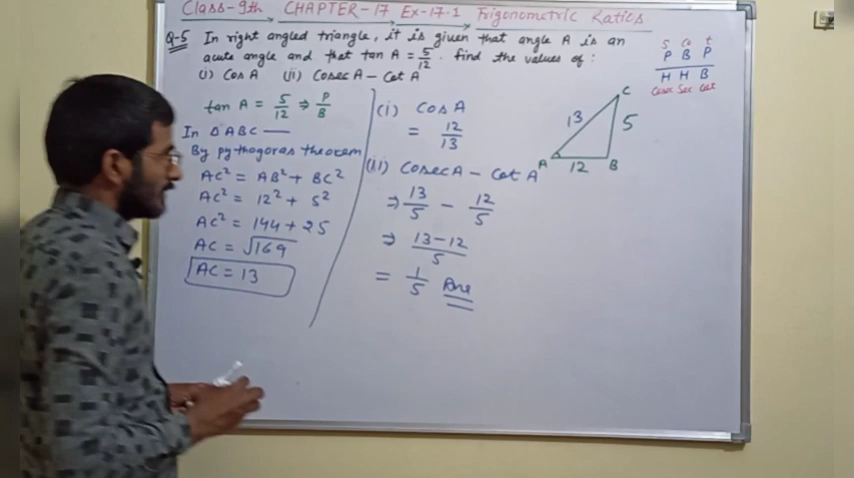 Class-9th CHAPTER-17 Ex-17.1 Trigonometric Ratios
Q-5 In right angled triangle, it is given that angle A is an
acute angle and that tan A = 5/12. find the values of:
(i) Cos A (ii) Cosec A - Cot A
S Co t
P B P
H H B
Cosec Sec Cot
tan A = 5/12 ⇒ P/B
In △ABC —
By pythagoras theorem
AC² = AB² + BC²
AC² = 12² + 5²
AC² = 144 + 25
AC = √169
AC = 13
(i) Cos A
= 12/13
(ii) Cosec A - Cot A
⇒ 13/5 - 12/5
⇒ 13-12/5
= 1/5 Ans
C
13
5
A
12
B